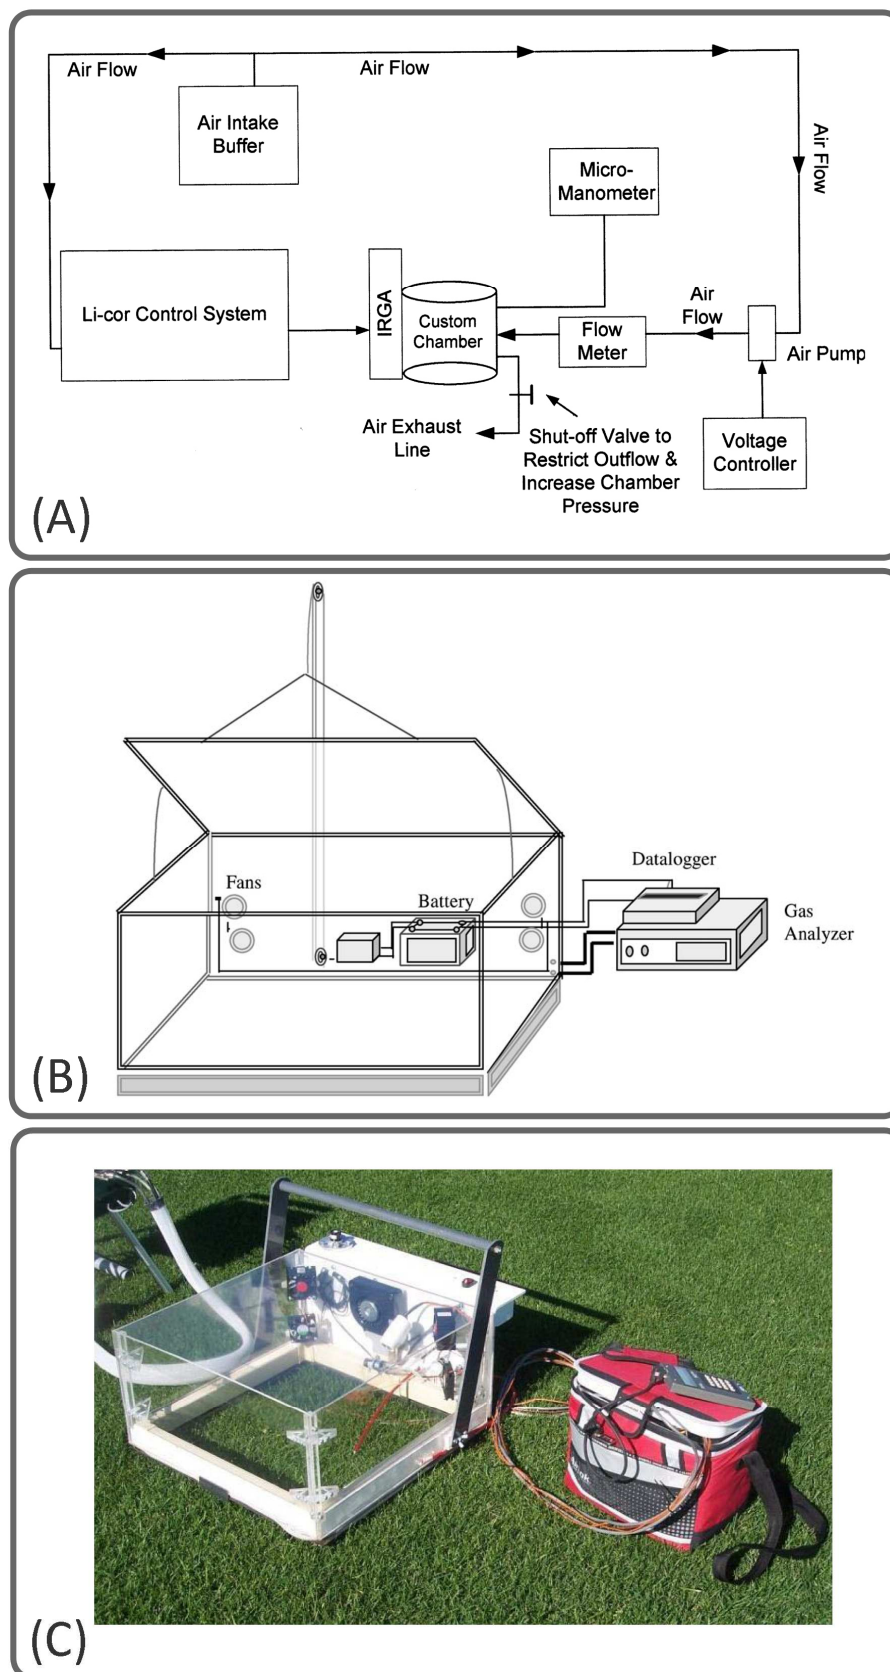 Air Flow
Air Flow
Air Flow
Air Intake
Buffer
Micro-
Manometer
Li-cor Control System
IRGA
Custom
Chamber
Flow
Meter
Air
Flow
Air Pump
Air Exhaust
Line
Shut-off Valve to
Restrict Outflow &
Increase Chamber
Pressure
Voltage
Controller
(A)
Fans
Battery
Datalogger
Gas
Analyzer
(B)
(C)